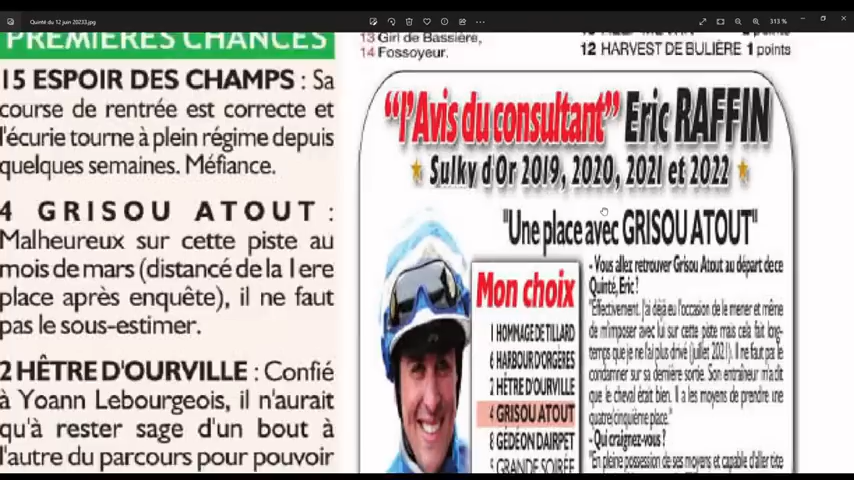 Quinté du 12 juin 20233.jpg
313 %
PREMIÈRES CHANCES
15 ESPOIR DES CHAMPS : Sa
course de rentrée est correcte et
l'écurie tourne à plein régime depuis
quelques semaines. Méfiance.
4 GRISOU ATOUT :
Malheureux sur cette piste au
mois de mars (distancé de la 1ere
place après enquête), il ne faut
pas le sous-estimer.
2 HÊTRE D'OURVILLE : Confié
à Yoann Lebourgeois, il n'aurait
qu'à rester sage d'un bout à
l'autre du parcours pour pouvoir
13 Girl de Bassière,
14 Fossoyeur.
12 HARVEST DE BULIÈRE 1 points
"l'Avis du consultant" Eric RAFFIN
Sulky d'Or 2019, 2020, 2021 et 2022
"Une place avec GRISOU ATOUT"
Mon choix
1 HOMMAGE DE TILLARD
6 HARBOUR D'ORGÈRES
2 HÊTRE D'OURVILLE
4 GRISOU ATOUT
8 GÉDÉON D'AIRPET
5 GRANDE SOIRÉE
- Vous allez retrouver Grisou Atout au départ de ce
Quinté, Eric ?
"Effectivement. J'ai déjà eu l'occasion de le mener et même
de m'imposer avec lui sur cette piste mais cela fait long-
temps que je ne l'ai plus drivé (juillet 2021). Il ne faut pas le
condamner sur sa dernière sortie. Son entraîneur m'a dit
que le cheval était bien. Il a les moyens de prendre une
quatre/cinquième place."
- Qui craignez-vous ?
"En pleine possession de ses moyens et capable d'aller